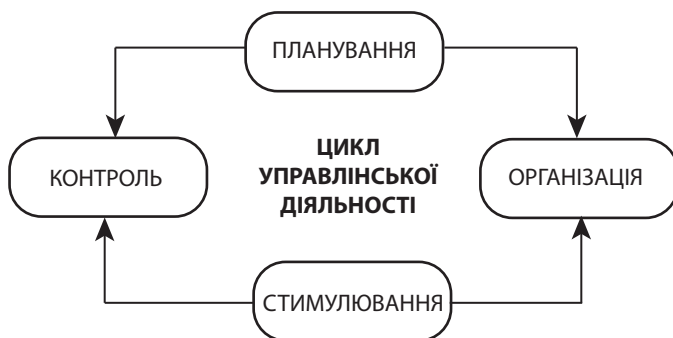 ПЛАНУВАННЯ
КОНТРОЛЬ
ЦИКЛ
УПРАВЛІНСЬКОЇ
ДІЯЛЬНОСТІ
ОРГАНІЗАЦІЯ
СТИМУЛЮВАННЯ